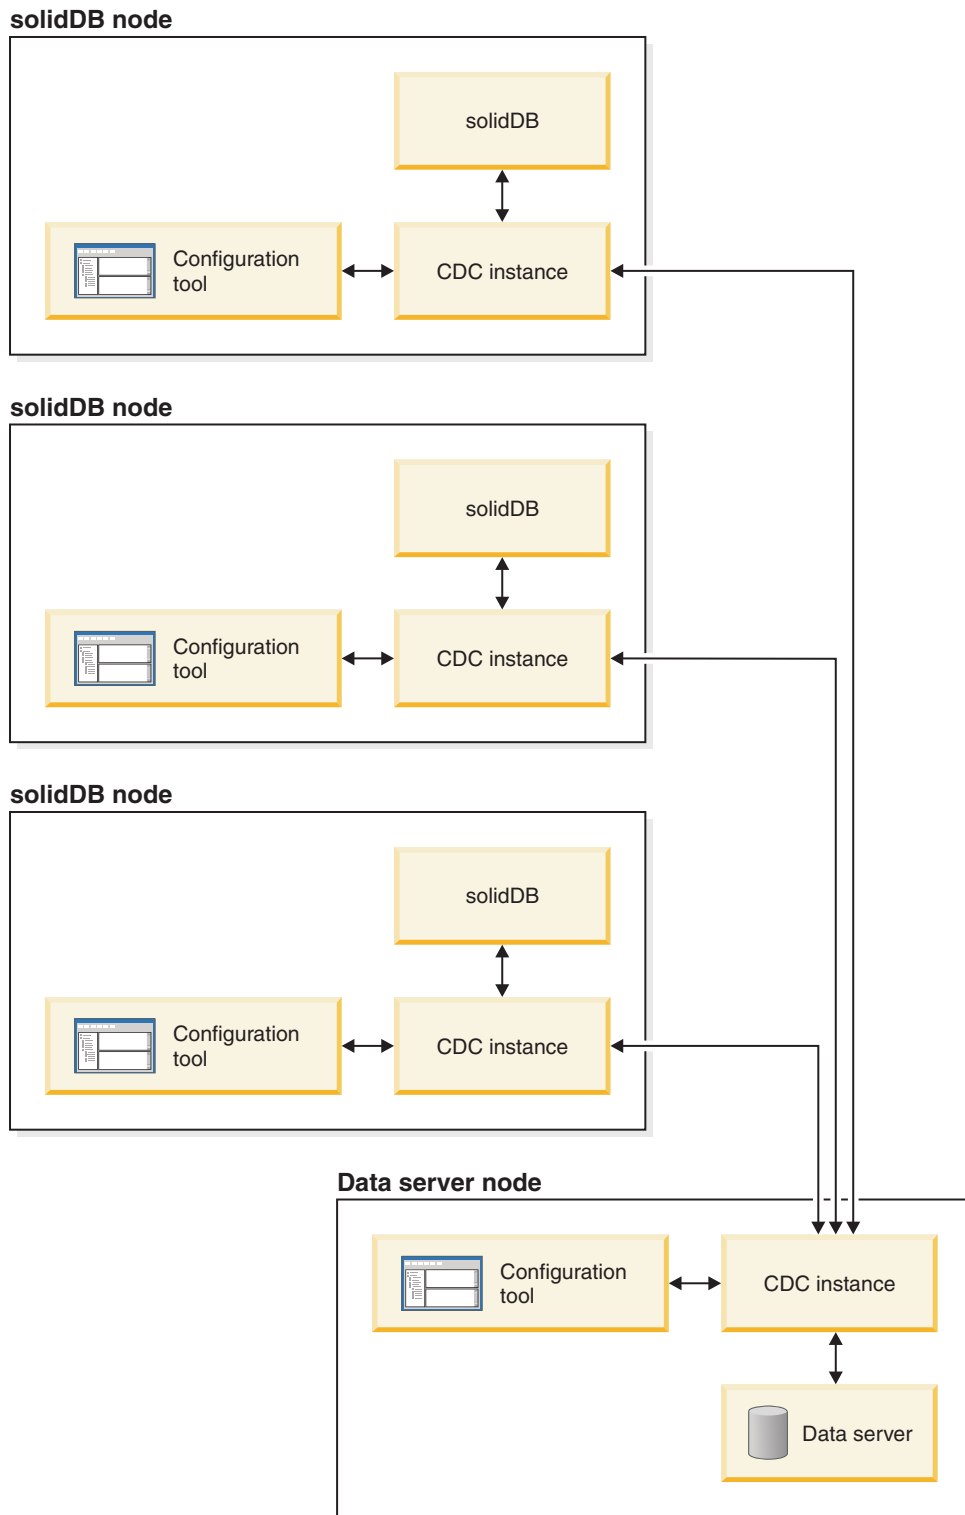 solidDB node
solidDB
Configuration
tool
CDC instance
solidDB node
solidDB
Configuration
tool
CDC instance
solidDB node
solidDB
Configuration
tool
CDC instance
Data server node
Configuration
tool
CDC instance
Data server